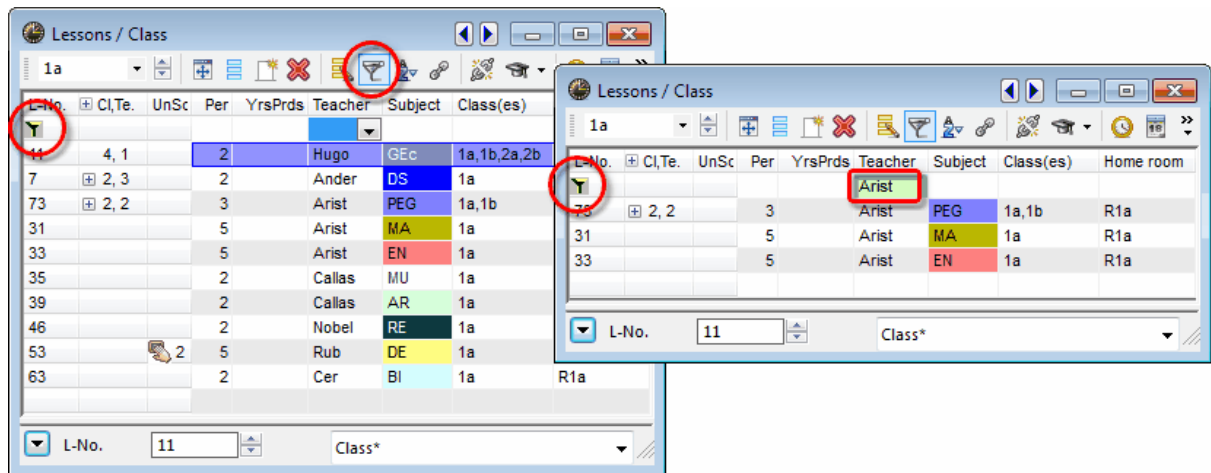 Lessons / Class
1a
L-No. Cl,Te. UnSc Per YrsPrds Teacher Subject Class(es)
11 4, 1 2 Hugo GEc 1a,1b,2a,2b
7 2, 3 2 Ander DS 1a
73 2, 2 3 Arist PEG 1a,1b
31 5 Arist MA 1a
33 5 Arist EN 1a
35 2 Callas MU 1a
39 2 Callas AR 1a
46 2 Nobel RE 1a
53 2 5 Rub DE 1a
63 2 Cer BI 1a R1a
L-No. 11 Class*
Lessons / Class
1a
L-No. Cl,Te. UnSc Per YrsPrds Teacher Subject Class(es) Home room
Arist
73 2, 2 3 Arist PEG 1a,1b R1a
31 5 Arist MA 1a R1a
33 5 Arist EN 1a R1a
L-No. 11 Class*